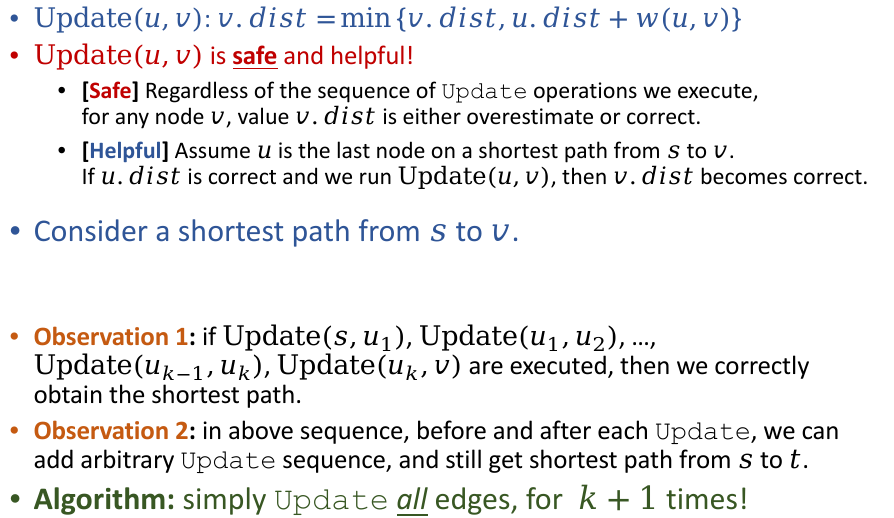 • Update(u, v): v. dist = min {v. dist, u. dist + w(u, v)}
• Update(u, v) is safe and helpful!
• [Safe] Regardless of the sequence of Update operations we execute,
for any node v, value v. dist is either overestimate or correct.
• [Helpful] Assume u is the last node on a shortest path from s to v.
If u. dist is correct and we run Update(u, v), then v. dist becomes correct.
• Consider a shortest path from s to v.
• Observation 1: if Update(s, u₁), Update(u₁, u₂), ...,
Update(uₖ₋₁, uₖ), Update(uₖ, v) are executed, then we correctly
obtain the shortest path.
• Observation 2: in above sequence, before and after each Update, we can
add arbitrary Update sequence, and still get shortest path from s to t.
• Algorithm: simply Update all edges, for k + 1 times!